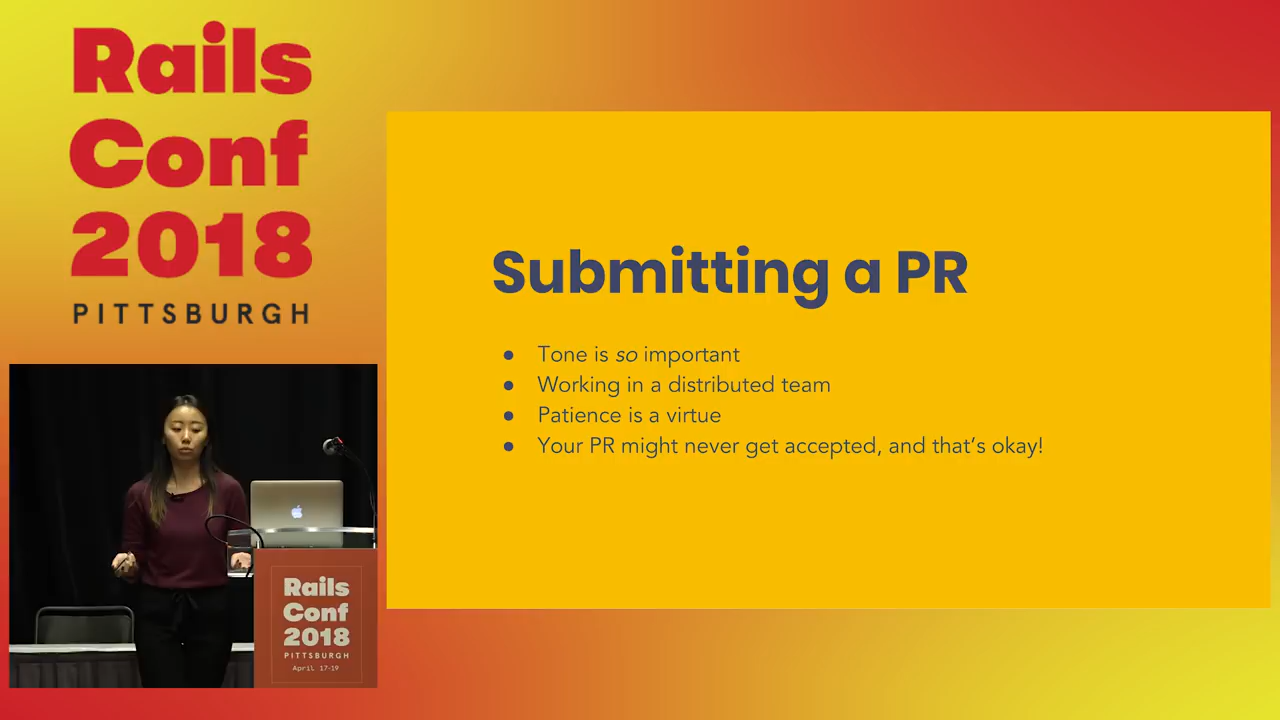 Rails
Conf
2018
PITTSBURGH
Submitting a PR
● Tone is so important
● Working in a distributed team
● Patience is a virtue
● Your PR might never get accepted, and that's okay!
Rails
Conf
2018
PITTSBURGH
April 17-19